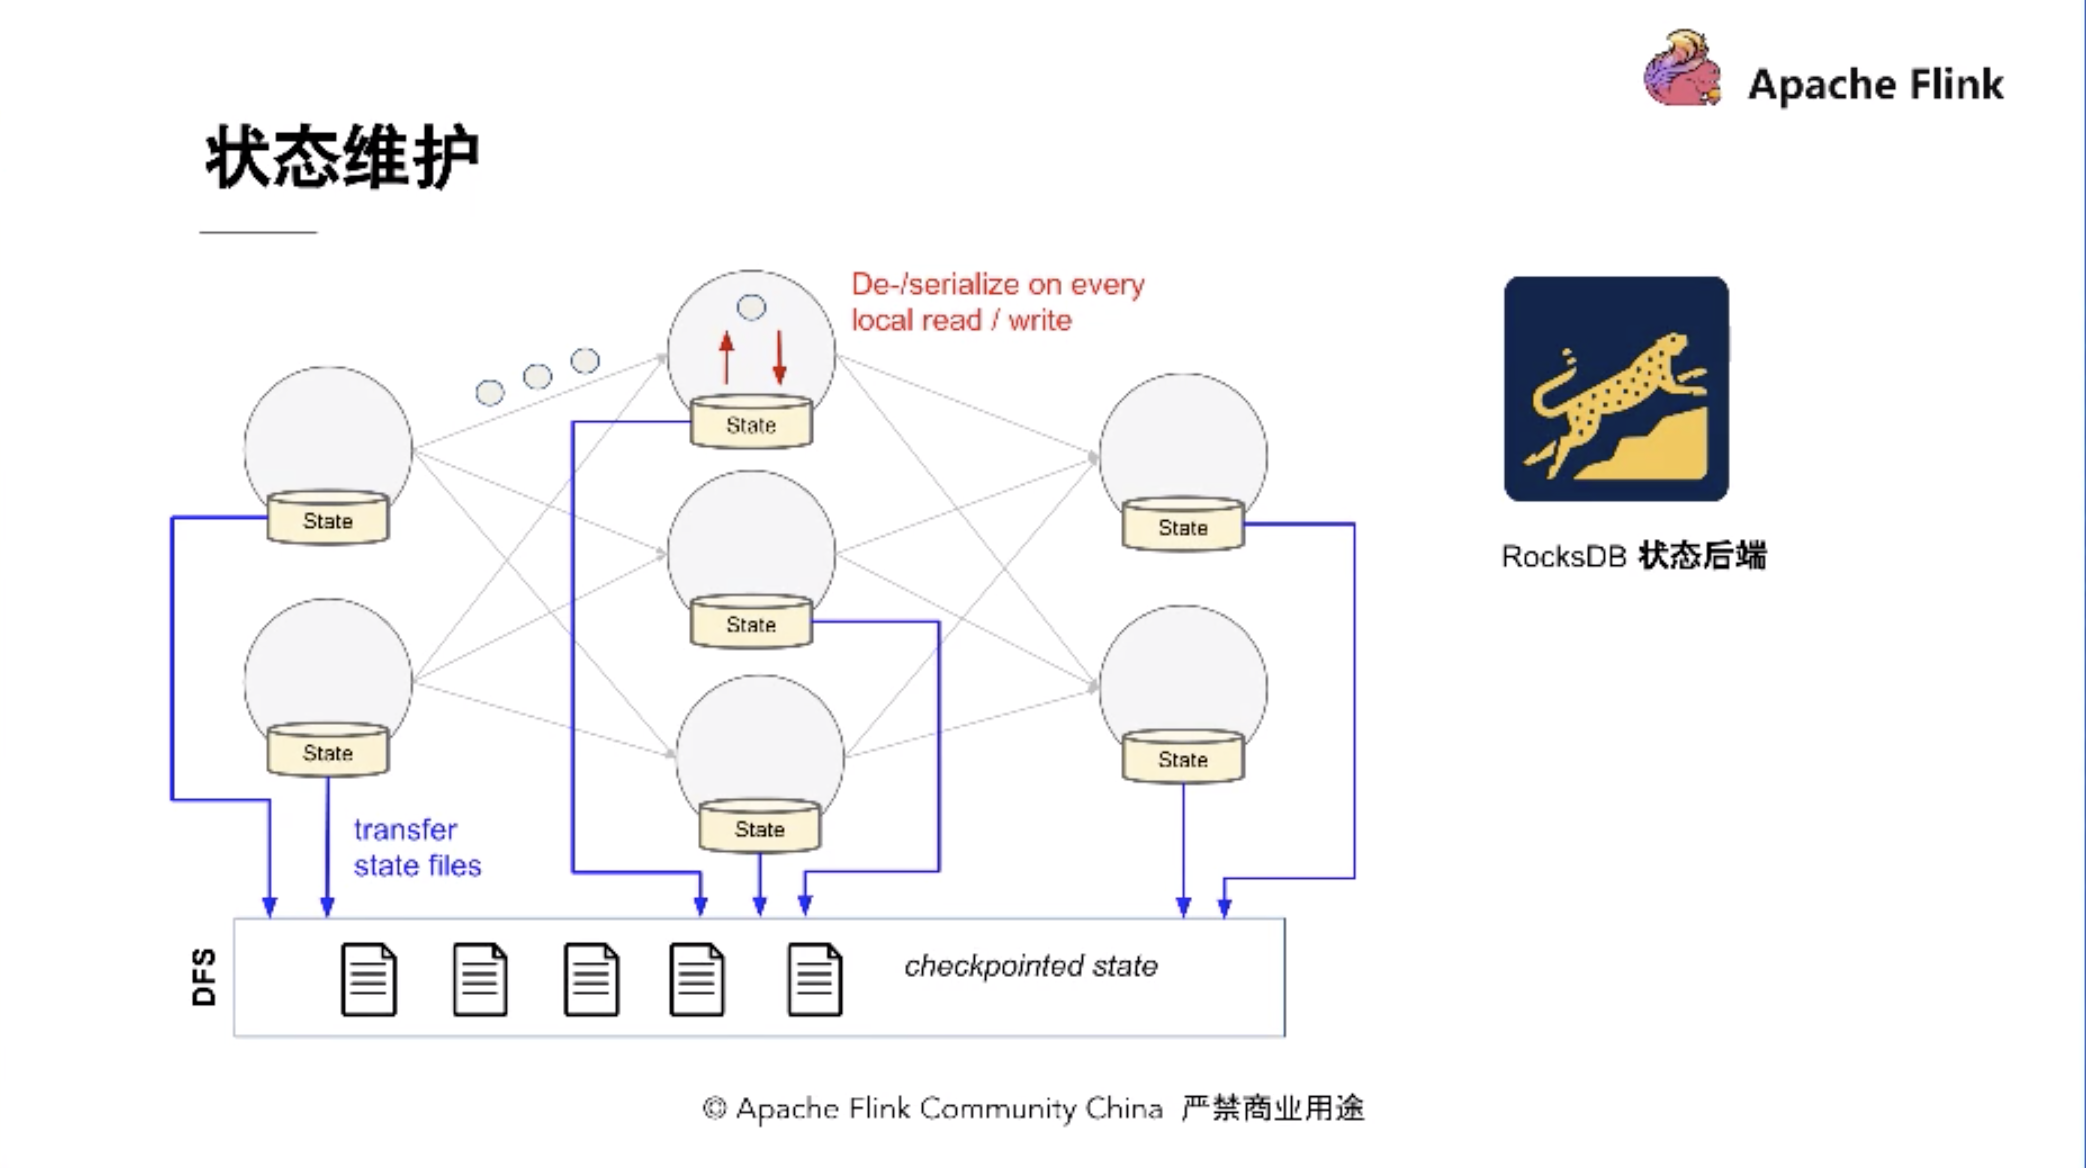 Apache Flink
状态维护
De-/serialize on every
local read / write
State
State
State
State
State
State
State
RocksDB 状态后端
transfer
state files
DFS
checkpointed state
© Apache Flink Community China 严禁商业用途